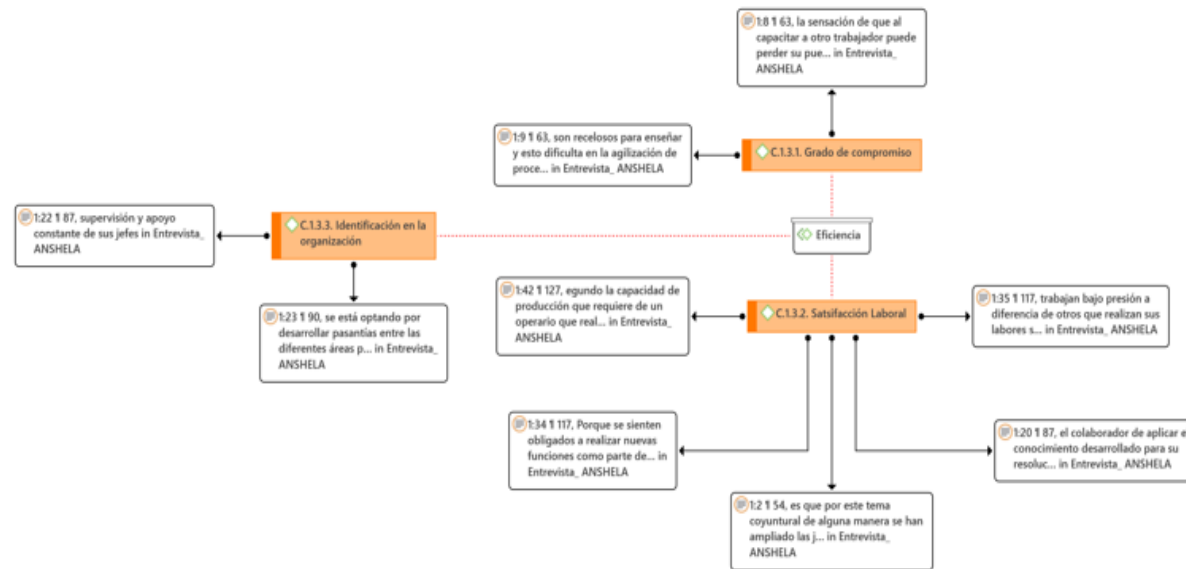 1:8 ¶ 63, la sensación de que al
capacitar a otro trabajador puede
perder su pue... in Entrevista_
ANSHELA
1:9 ¶ 63, son recelosos para enseñar
y esto dificulta en la agilización de
proce... in Entrevista_ ANSHELA
C.1.3.1. Grado de compromiso
1:22 ¶ 87, supervisión y apoyo
constante de sus jefes in Entrevista_
ANSHELA
C.1.3.3. Identificación en la
organización
Eficiencia
1:23 ¶ 90, se está optando por
desarrollar pasantías entre las
diferentes áreas p... in Entrevista_
ANSHELA
1:42 ¶ 127, egundo la capacidad de
producción que requiere de un
operario que real... in Entrevista_
ANSHELA
C.1.3.2. Satsifacción Laboral
1:35 ¶ 117, trabajan bajo presión a
diferencia de otros que realizan sus
labores s... in Entrevista_ ANSHELA
1:34 ¶ 117, Porque se sienten
obligados a realizar nuevas
funciones como parte de... in
Entrevista_ ANSHELA
1:20 ¶ 87, el colaborador de aplicar e
conocimiento desarrollado para su
resoluc... in Entrevista_ ANSHELA
1:2 ¶ 54, es que por este tema
coyuntural de alguna manera se han
ampliado las j... in Entrevista_
ANSHELA